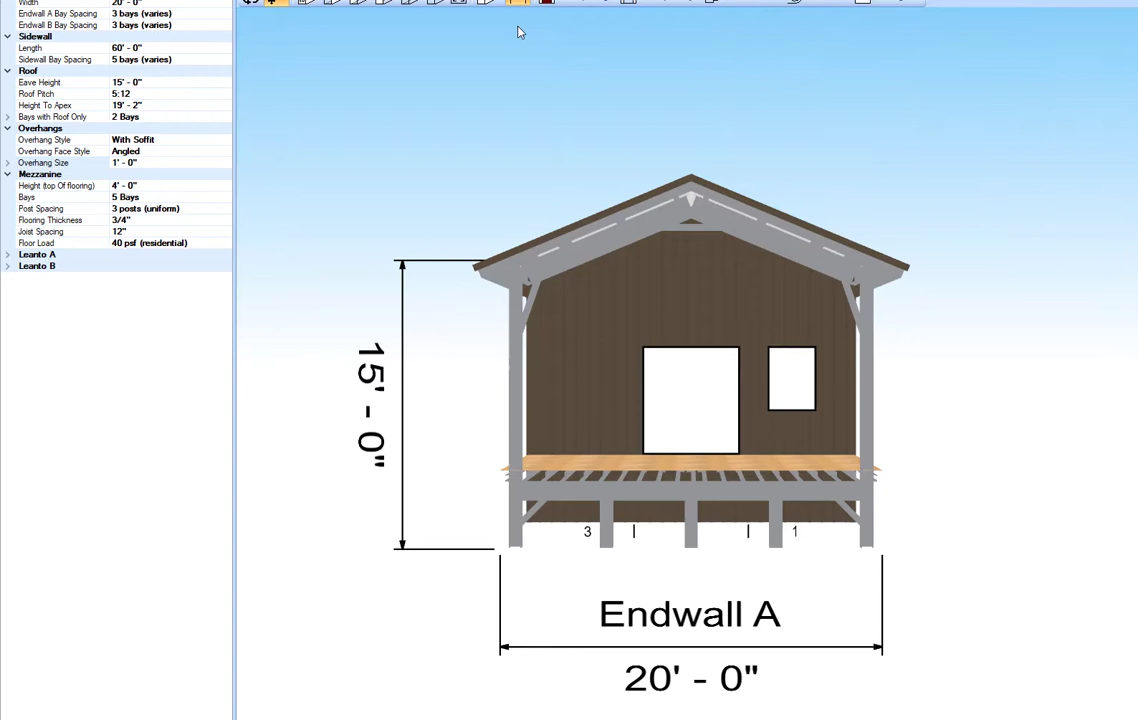 Width 20' - 0"
Endwall A Bay Spacing 3 bays (varies)
Endwall B Bay Spacing 3 bays (varies)
Sidewall
Length 60' - 0"
Sidewall Bay Spacing 5 bays (varies)
Roof
Eave Height 15' - 0"
Roof Pitch 5:12
Height To Apex 19' - 2"
Bays with Roof Only 2 Bays
Overhangs
Overhang Style With Soffit
Overhang Face Style Angled
Overhang Size 1' - 0"
Mezzanine
Height (top Of flooring) 4' - 0"
Bays 5 Bays
Post Spacing 3 posts (uniform)
Flooring Thickness 3/4"
Joist Spacing 12"
Floor Load 40 psf (residential)
Leanto A
Leanto B
15' - 0"
3 1
Endwall A
20' - 0"